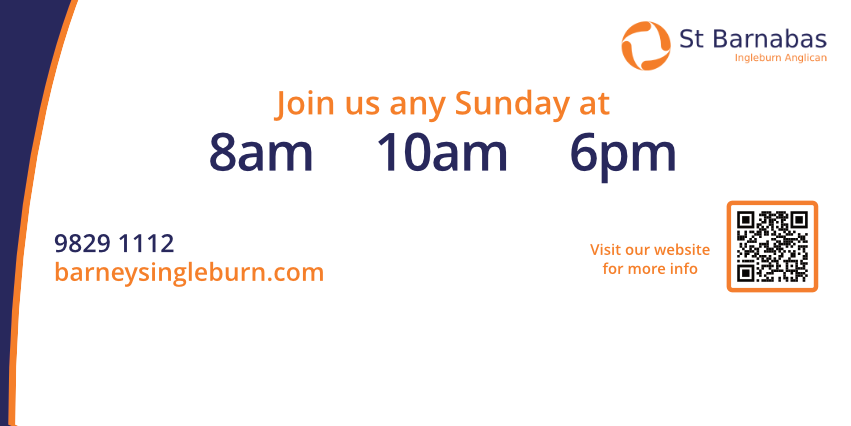 St Barnabas
Ingleburn Anglican
Join us any Sunday at
8am 10am 6pm
9829 1112
barneysingleburn.com
Visit our website
for more info